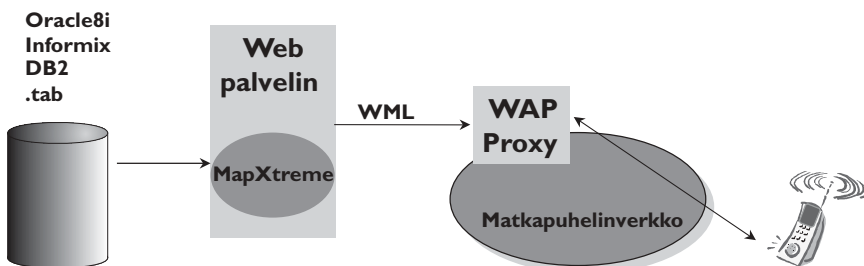 Oracle8i
Informix
DB2
.tab
Web
palvelin
MapXtreme
WML
WAP
Proxy
Matkapuhelinverkko